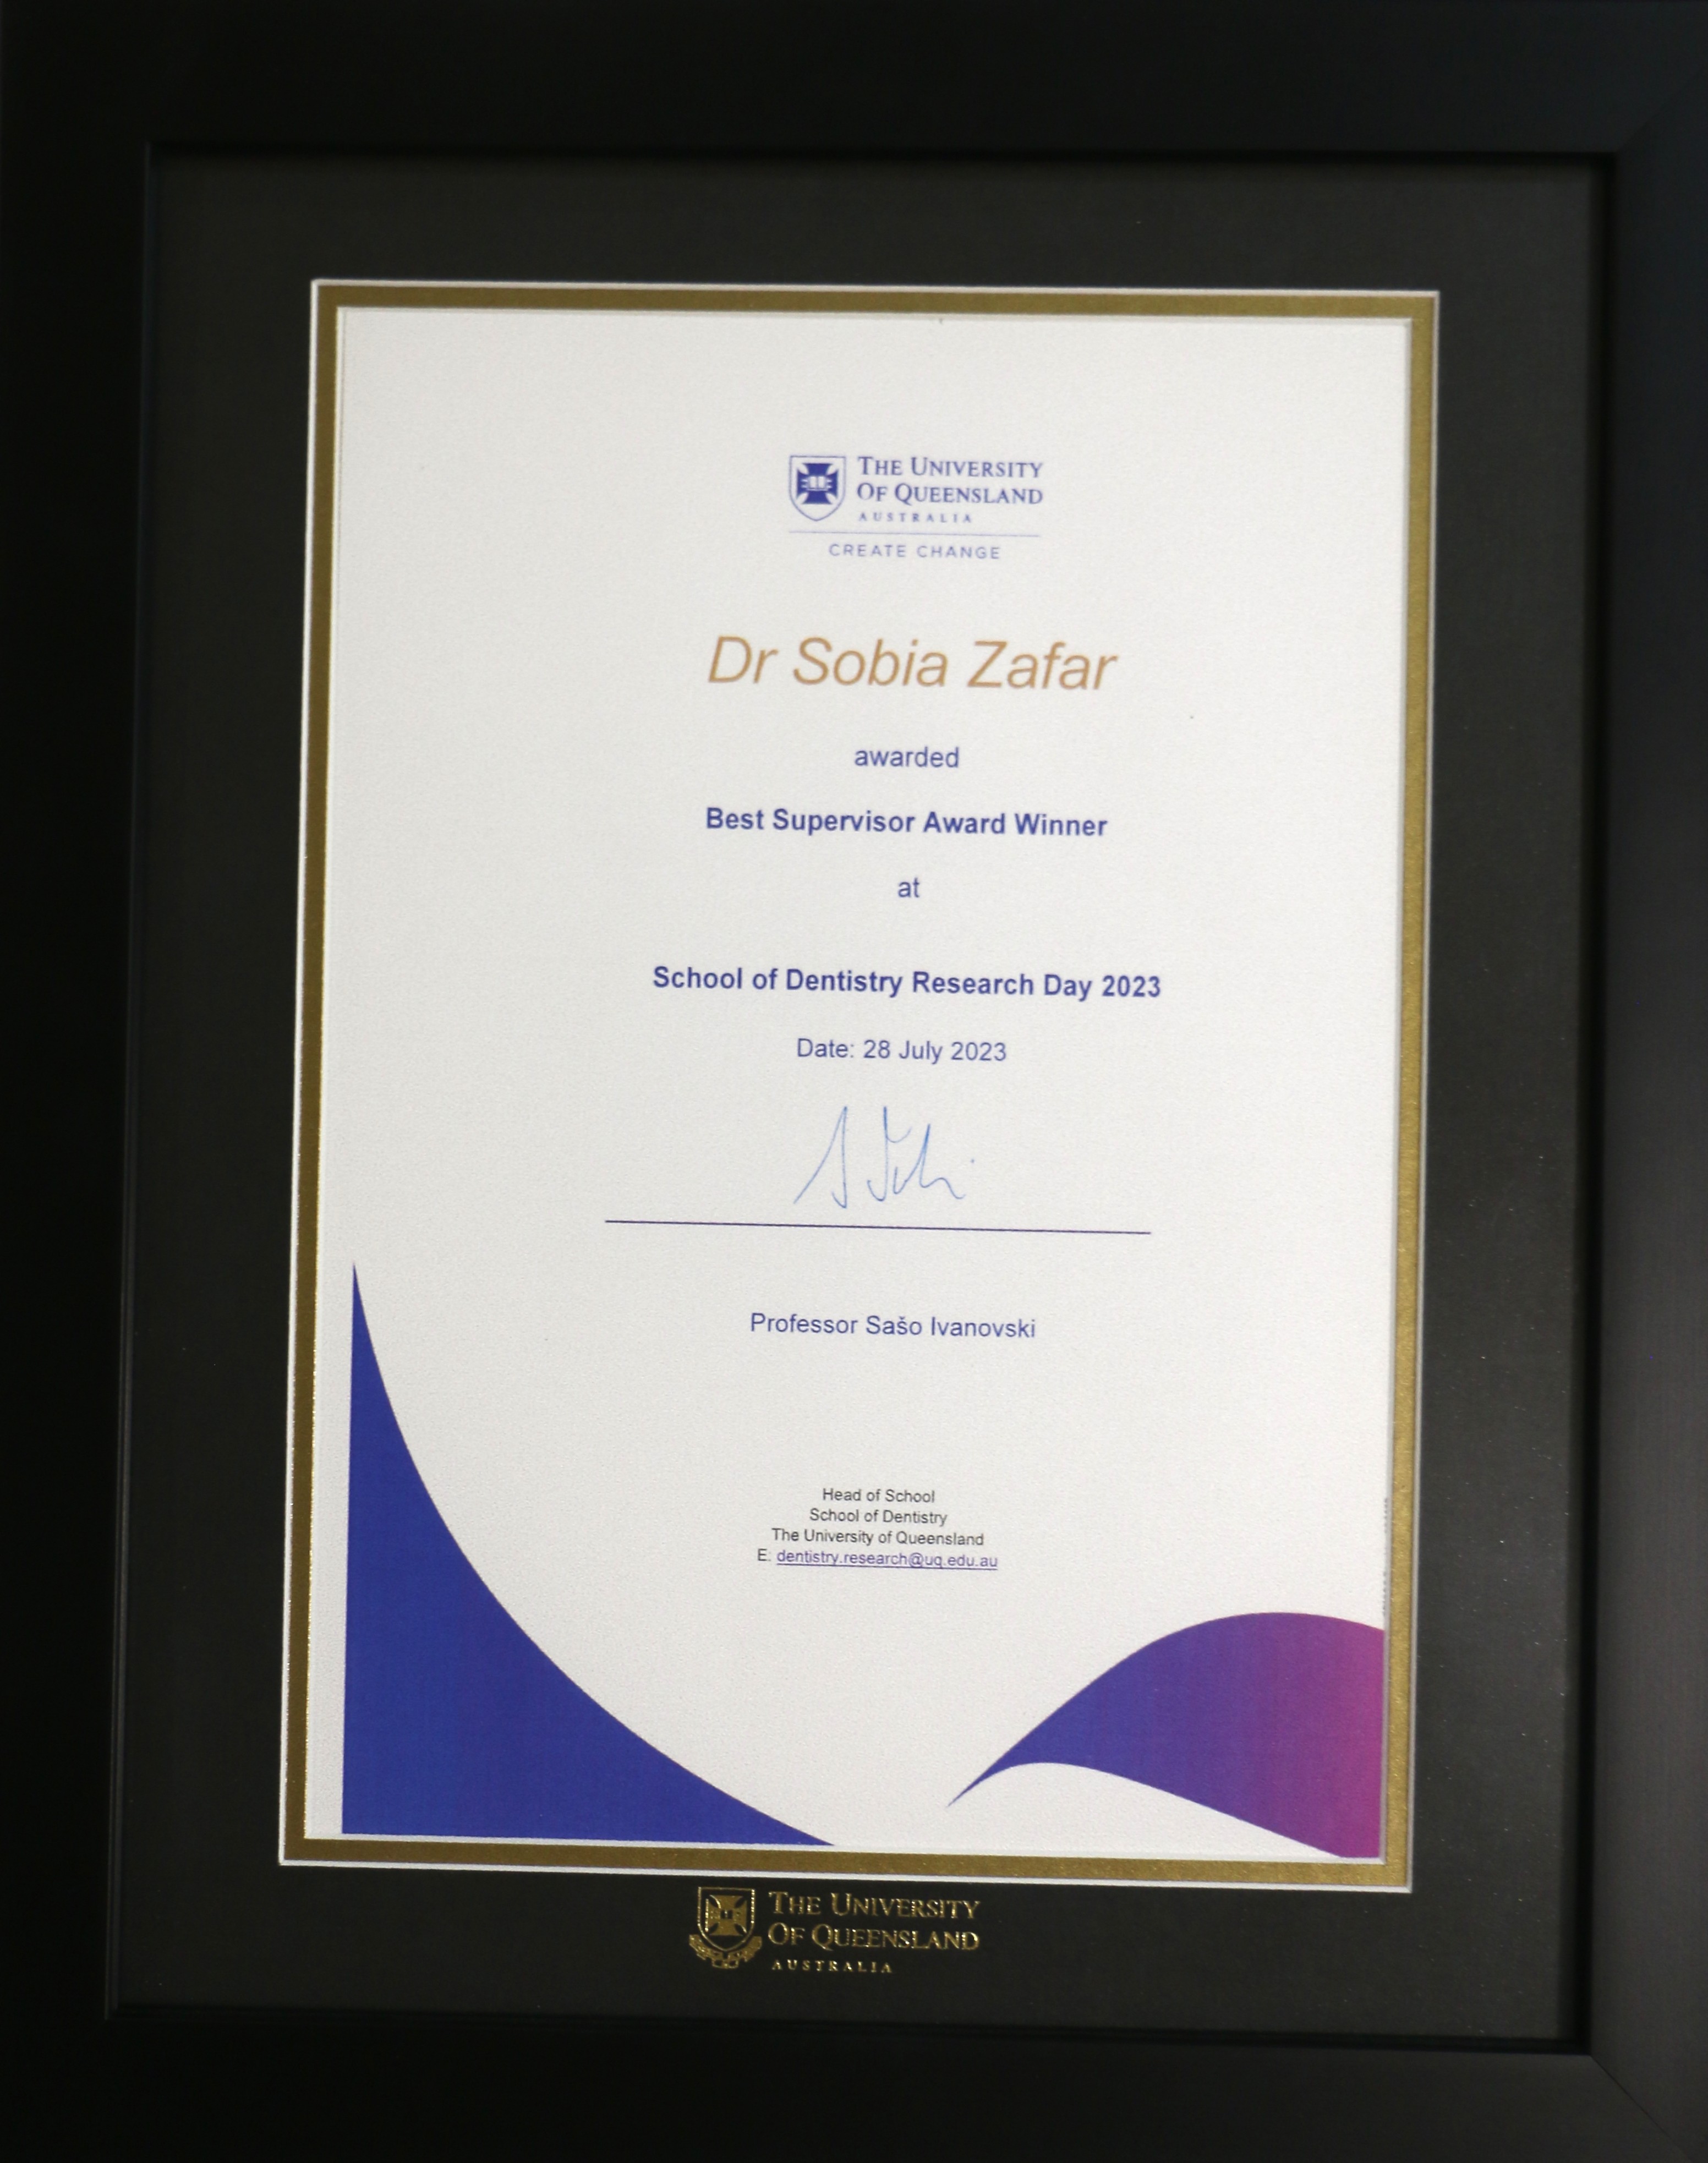 THE UNIVERSITY
OF QUEENSLAND
AUSTRALIA
CREATE CHANGE
Dr Sobia Zafar
awarded
Best Supervisor Award Winner
at
School of Dentistry Research Day 2023
Date: 28 July 2023
Professor Sašo Ivanovski
Head of School
School of Dentistry
The University of Queensland
E: dentistry.research@uq.edu.au
THE UNIVERSITY
OF QUEENSLAND
AUSTRALIA